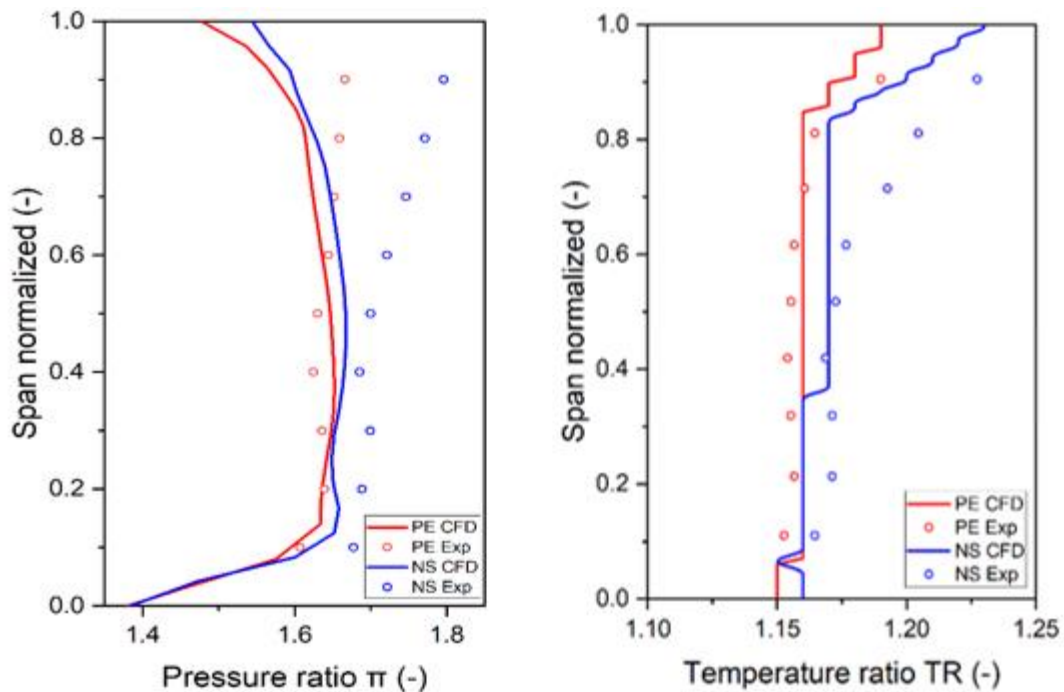 1.0
0.8
0.6
0.4
0.2
0.0
Span normalized (-)
1.4
1.6
1.8
Pressure ratio π (-)
PE CFD
PE Exp
NS CFD
NS Exp
1.0
0.8
0.6
0.4
0.2
0.0
Span normalized (-)
1.10
1.15
1.20
1.25
Temperature ratio TR (-)
PE CFD
PE Exp
NS CFD
NS Exp